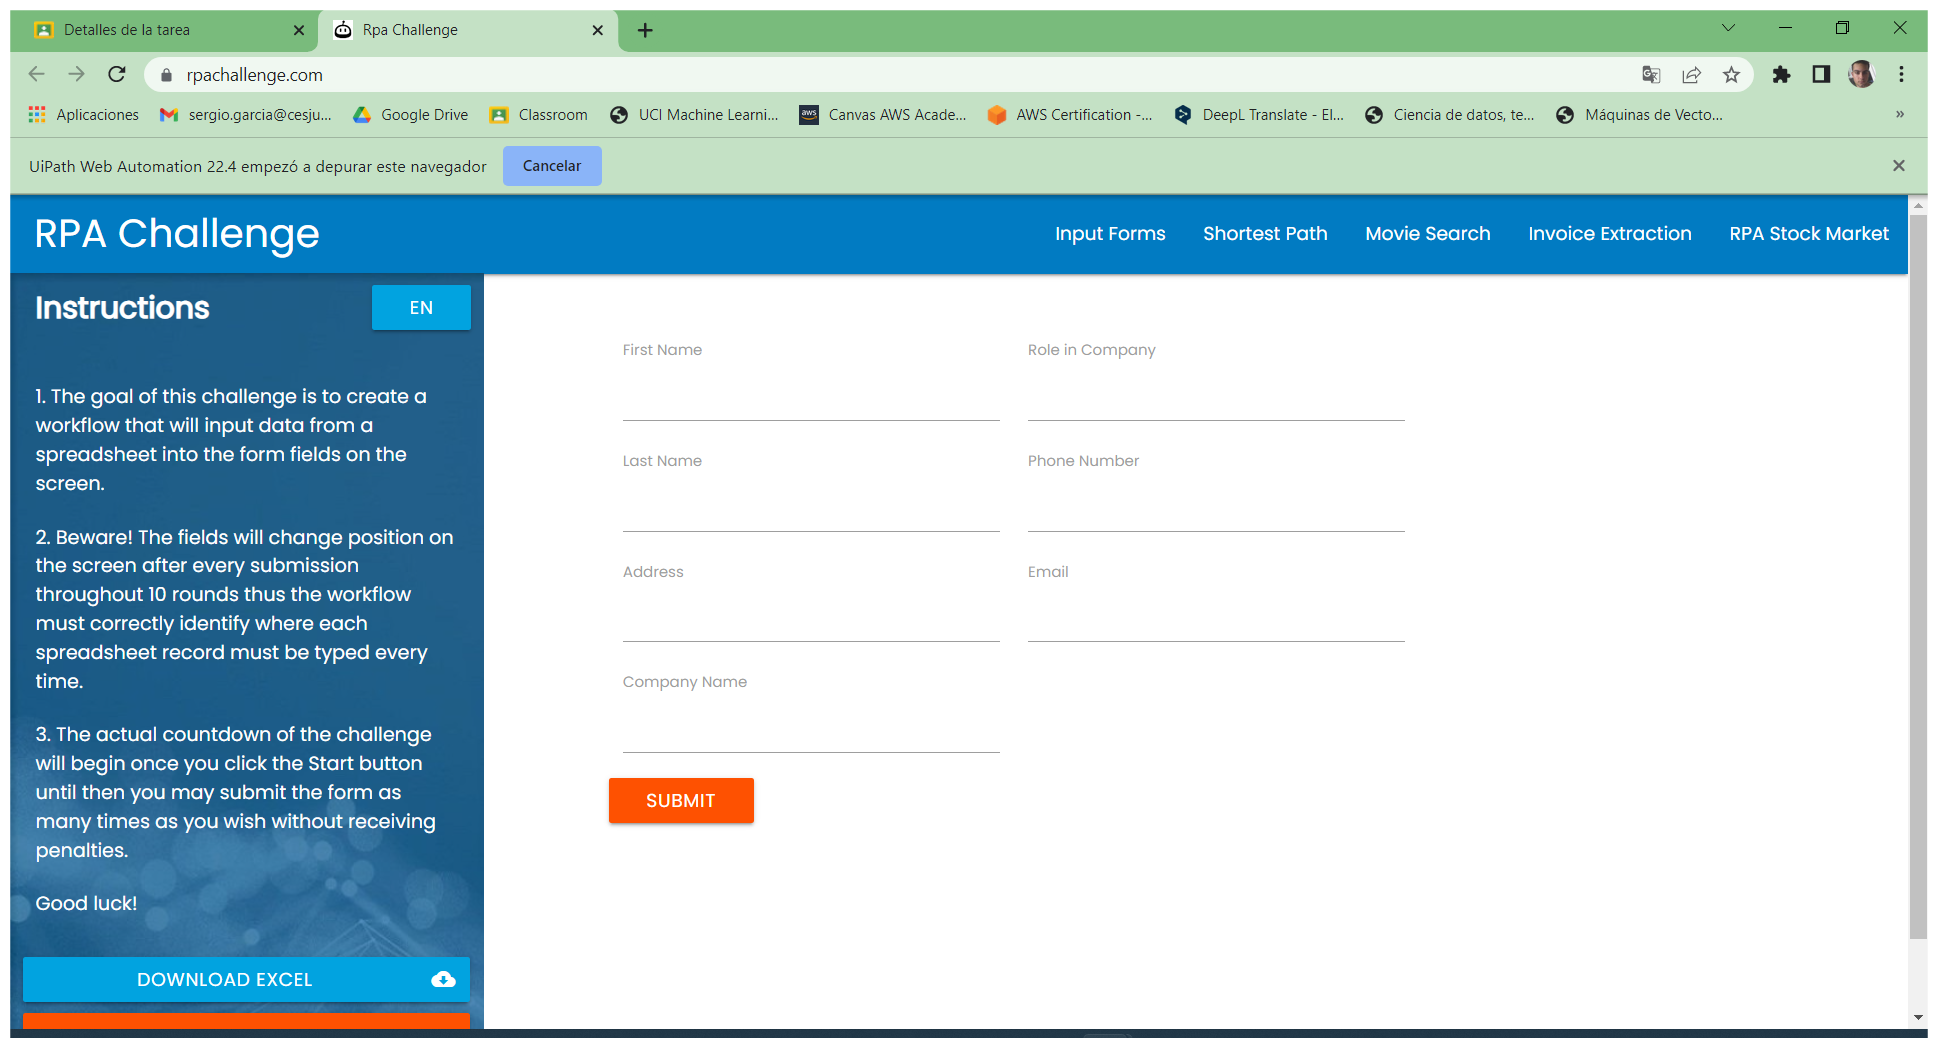 Detalles de la tarea
Rpa Challenge
rpachallenge.com
Aplicaciones
sergio.garcia@cesju...
Google Drive
Classroom
UCI Machine Learni...
aws
Canvas AWS Acade...
AWS Certification -...
DeepL Translate - El...
Ciencia de datos, te...
Máquinas de Vecto...
»
UiPath Web Automation 22.4 empezó a depurar este navegador
Cancelar
RPA Challenge
Input Forms
Shortest Path
Movie Search
Invoice Extraction
RPA Stock Market
Instructions
EN
1. The goal of this challenge is to create a
workflow that will input data from a
spreadsheet into the form fields on the
screen.
2. Beware! The fields will change position on
the screen after every submission
throughout 10 rounds thus the workflow
must correctly identify where each
spreadsheet record must be typed every
time.
3. The actual countdown of the challenge
will begin once you click the Start button
until then you may submit the form as
many times as you wish without receiving
penalties.
Good luck!
DOWNLOAD EXCEL
First Name
Role in Company
Last Name
Phone Number
Address
Email
Company Name
SUBMIT